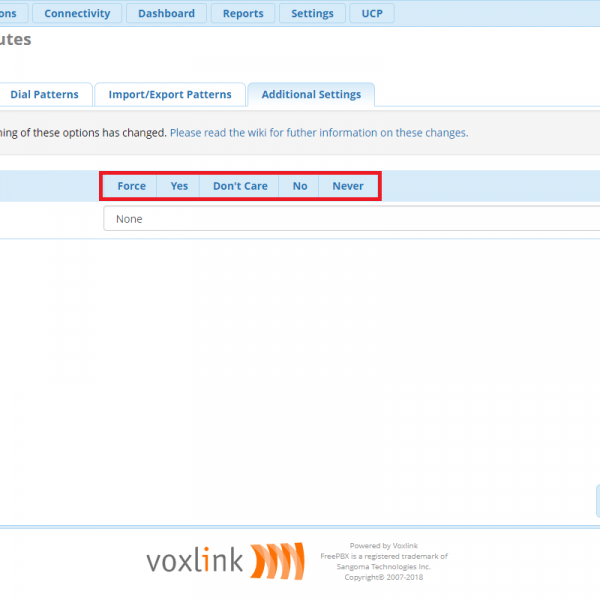 ons Connectivity Dashboard Reports Settings UCP
utes
Dial Patterns Import/Export Patterns Additional Settings
ning of these options has changed. Please read the wiki for futher information on these changes.
Force Yes Don't Care No Never
None
voxlink
Powered by Voxlink
FreePBX is a registered trademark of
Sangoma Technologies Inc.
Copyright© 2007-2018